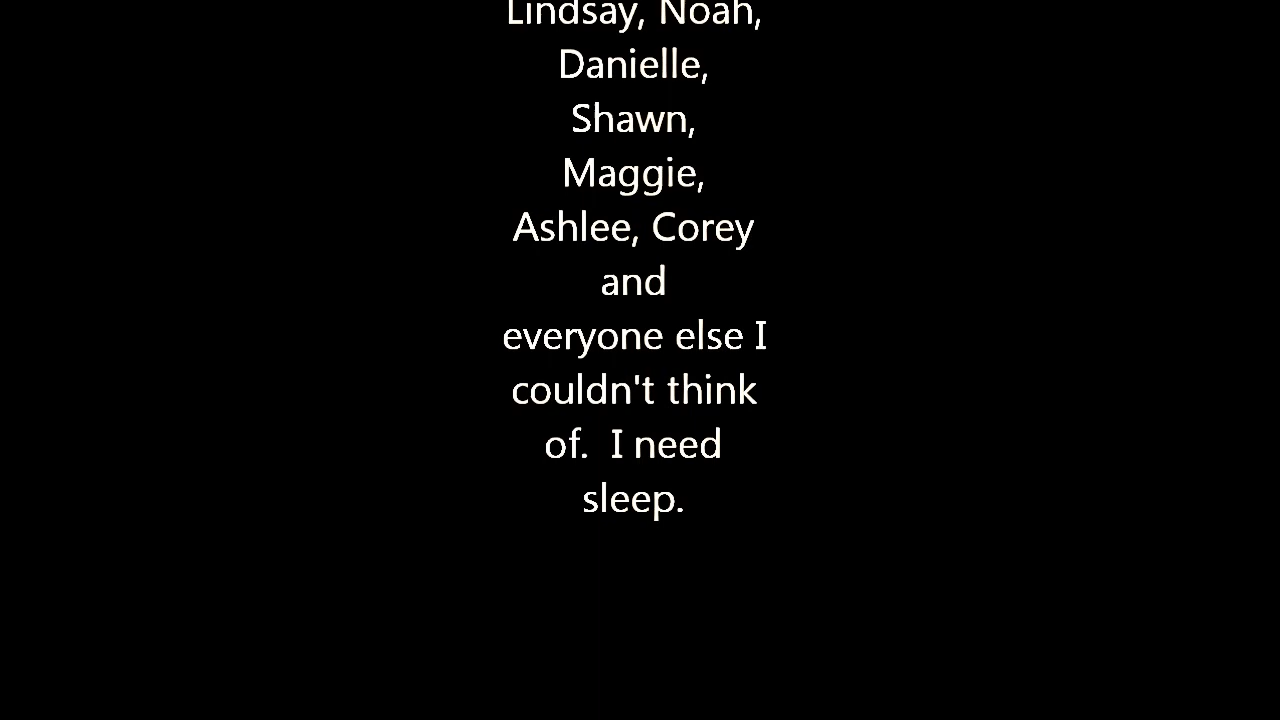 Lindsay, Noah,
Danielle,
Shawn,
Maggie,
Ashlee, Corey
and
everyone else I
couldn't think
of.  I need
sleep.